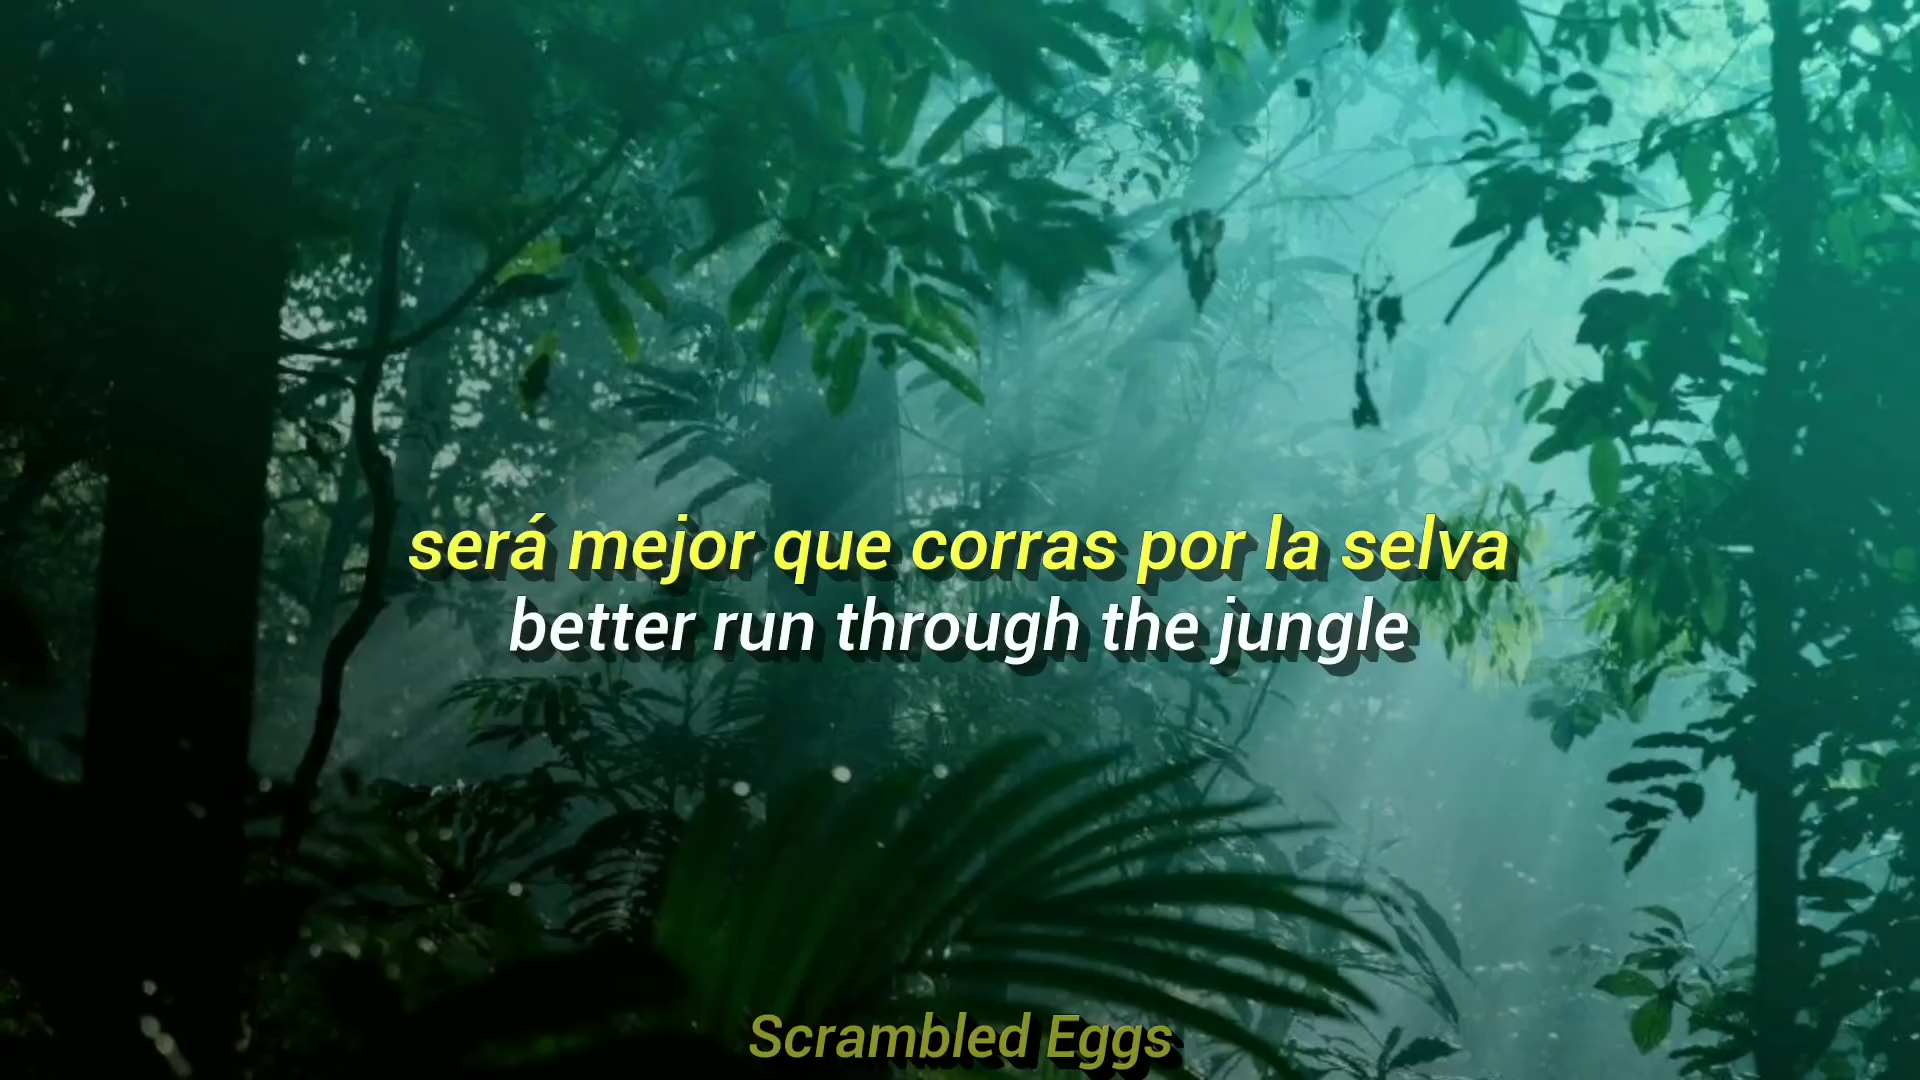 será mejor que corras por la selva
better run through the jungle
Scrambled Eggs